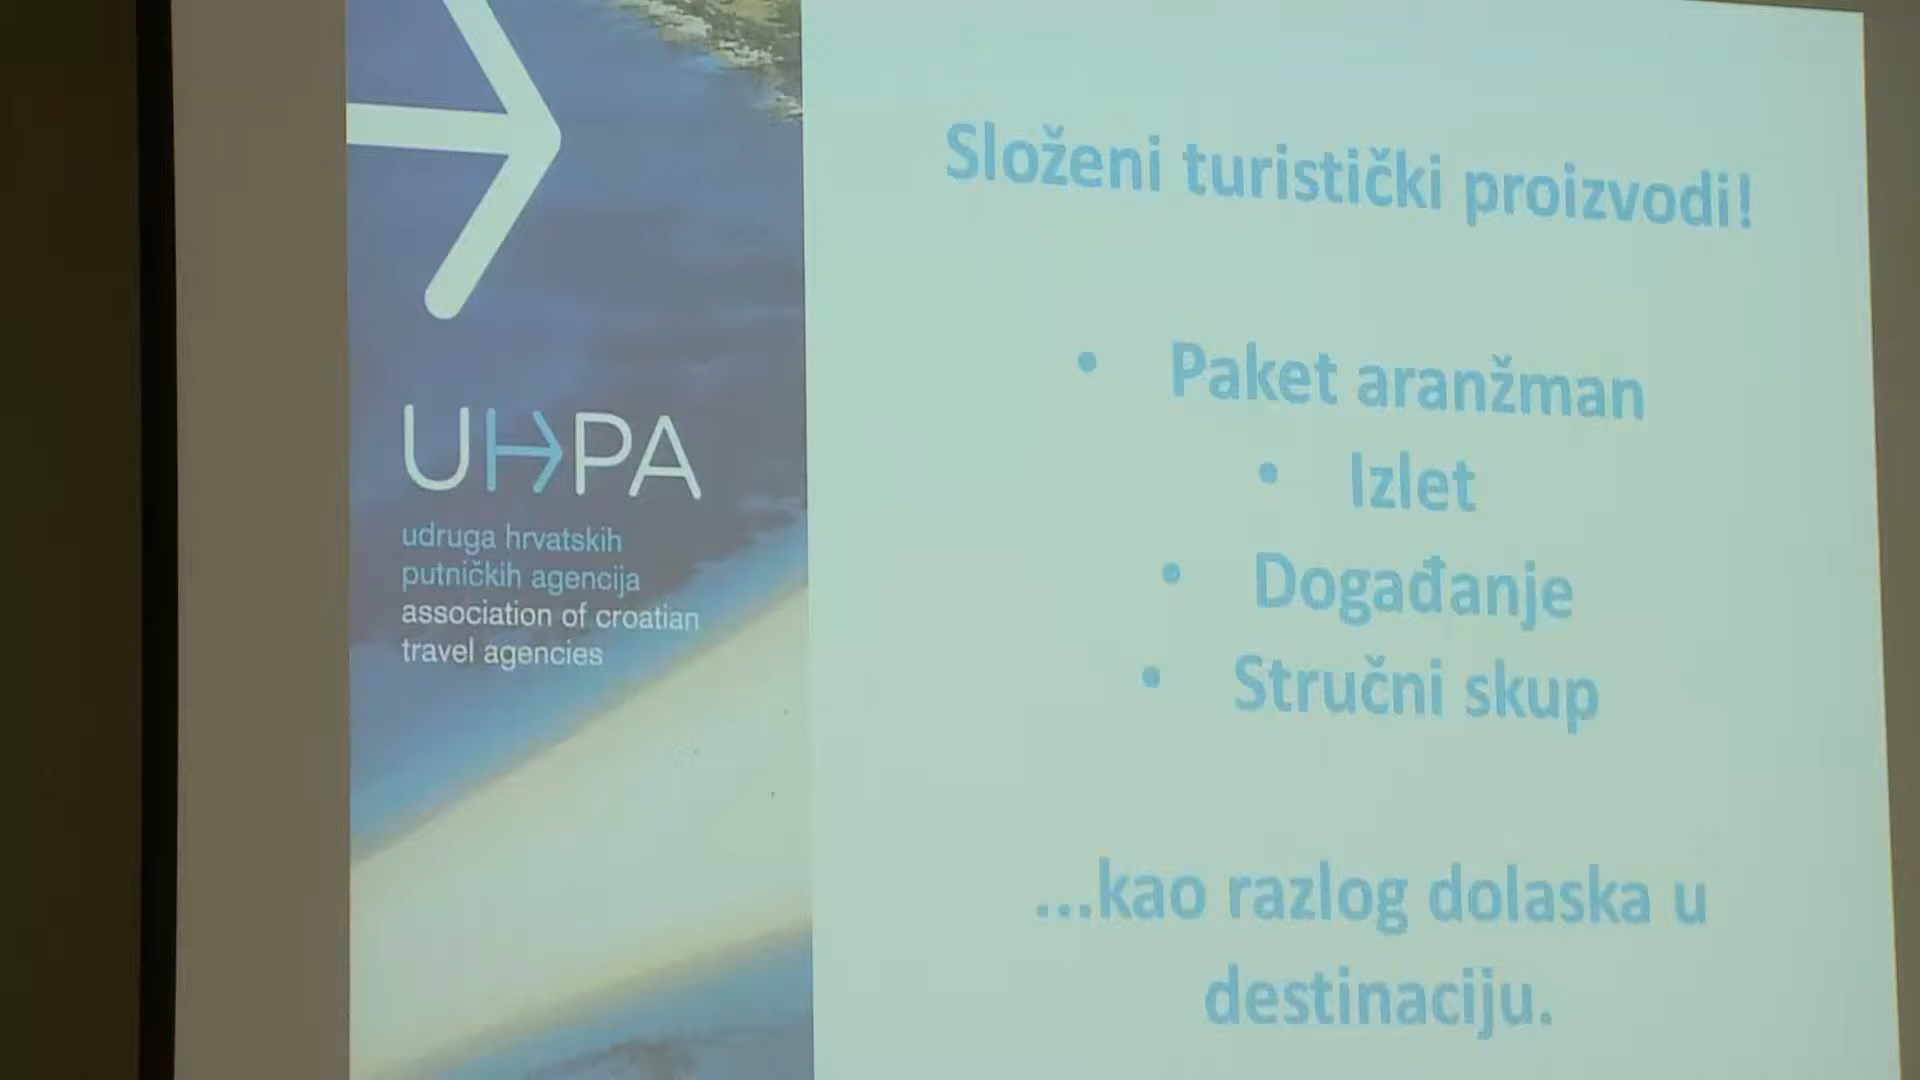 UHPA
udruga hrvatskih
putničkih agencija
association of croatian
travel agencies
Složeni turistički proizvodi!
• Paket aranžman
• Izlet
• Događanje
• Stručni skup
...kao razlog dolaska u
destinaciju.